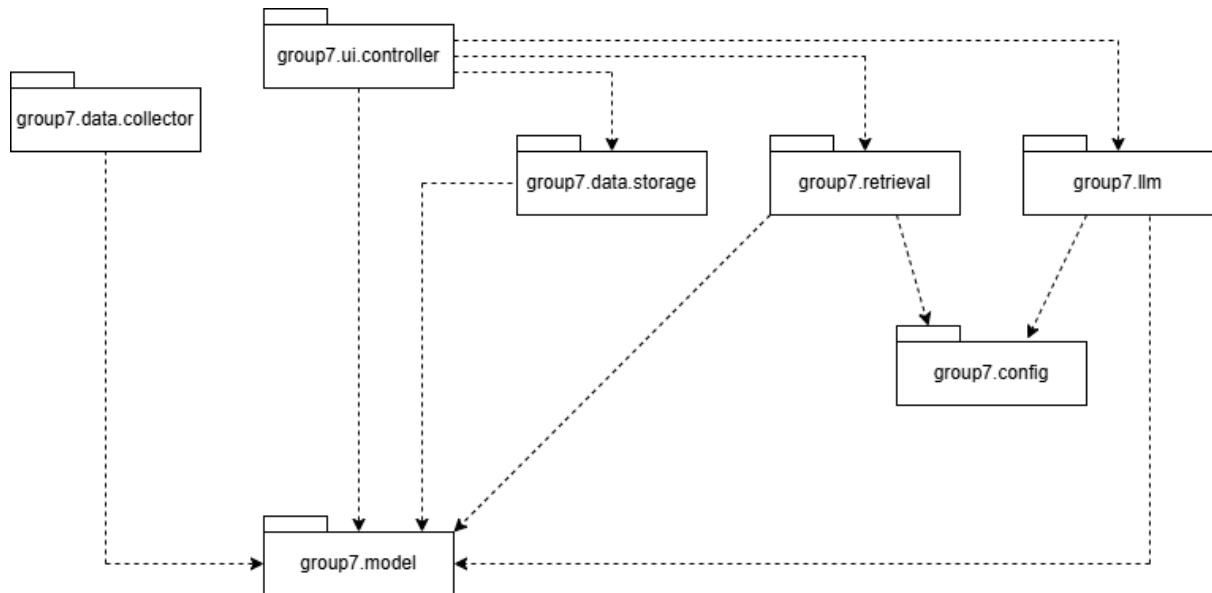 group7.ui.controller
group7.data.collector
group7.data.storage
group7.retrieval
group7.llm
group7.config
group7.model